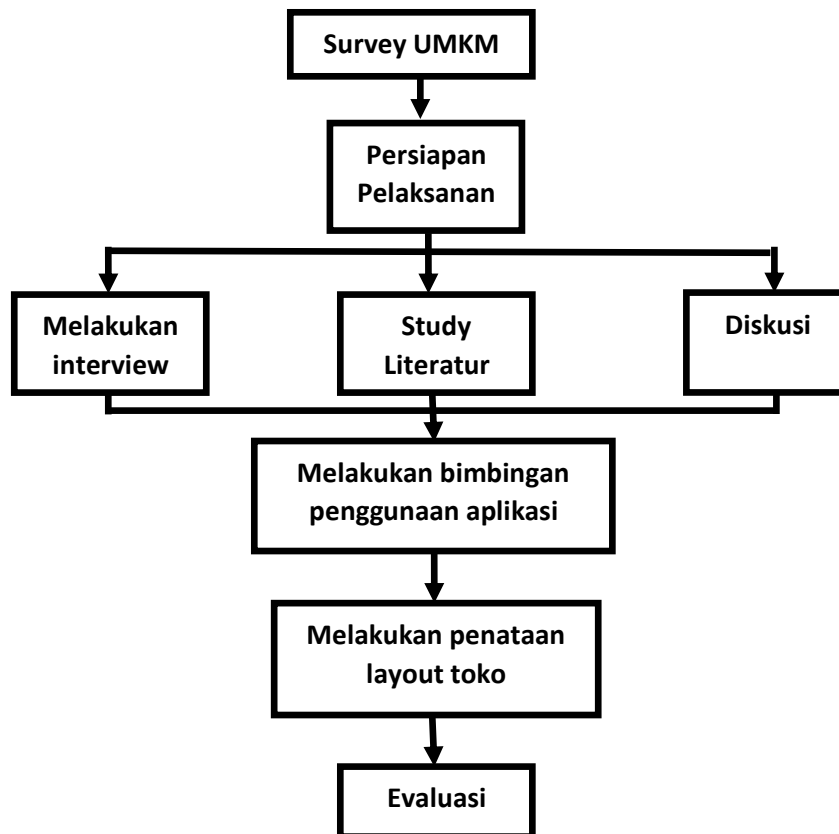 Survey UMKM
Persiapan
Pelaksanan
Melakukan
interview
Study
Literatur
Diskusi
Melakukan bimbingan
penggunaan aplikasi
Melakukan penataan
layout toko
Evaluasi